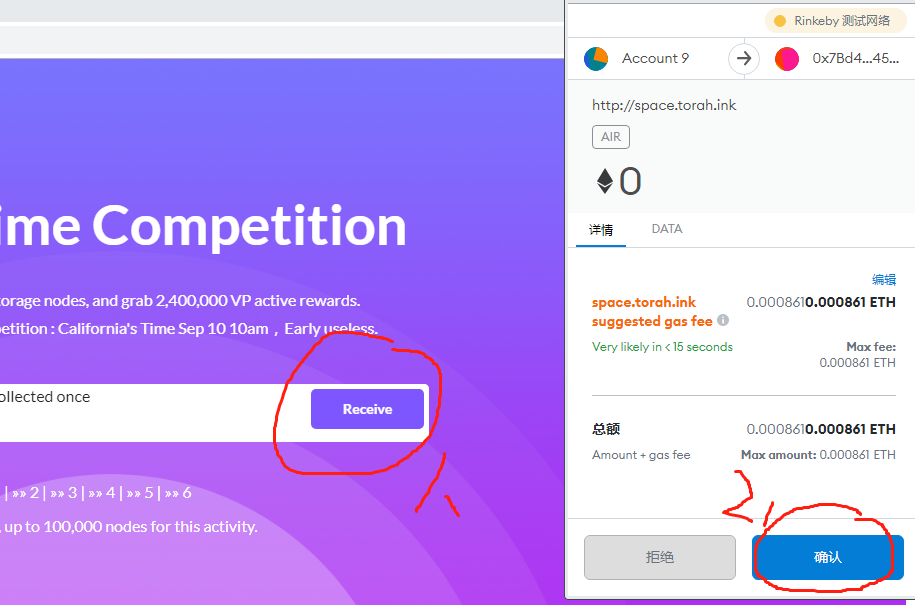 ime Competition
orage nodes, and grab 2,400,000 VP active rewards.
etition : California's Time Sep 10 10am，Early useless.
ollected once
Receive
| »» 2 | »» 3 | »» 4 | »» 5 | »» 6
, up to 100,000 nodes for this activity.
Rinkeby 测试网络
Account 9
0x7Bd4...45...
http://space.torah.ink
AIR
0
详情
DATA
编辑
space.torah.ink
suggested gas fee
0.0008610.000861 ETH
Very likely in < 15 seconds
Max fee:
0.000861 ETH
总额
0.0008610.000861 ETH
Amount + gas fee
Max amount: 0.000861 ETH
拒绝
确认